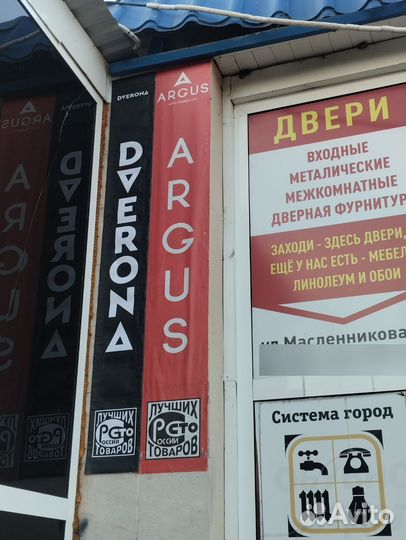 DVERONA
ARGUS
DVERONA
ARGUS
100 ЛУЧШИХ
РОССИИ
ТОВАРОВ
100 ЛУЧШИХ
РОССИИ
ТОВАРОВ
ДВЕРИ
ВХОДНЫЕ
МЕТАЛИЧЕСКИЕ
МЕЖКОМНАТНЫЕ
ДВЕРНАЯ ФУРНИТУР
ЗАХОДИ - ЗДЕСЬ ДВЕРИ,
ЕЩЁ У НАС ЕСТЬ - МЕБЕЛ
ЛИНОЛЕУМ И ОБОИ
ул Масленникова
Система город
Avito